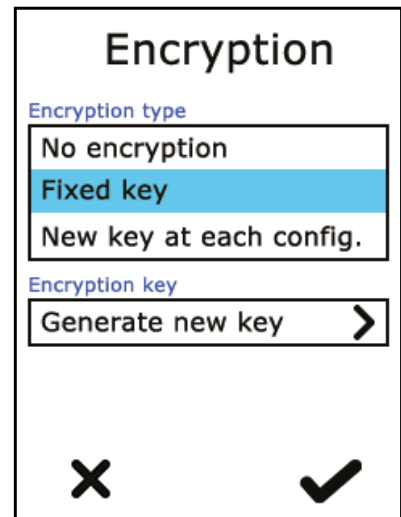 Encryption
Encryption type
No encryption
Fixed key
New key at each config.
Encryption key
Generate new key